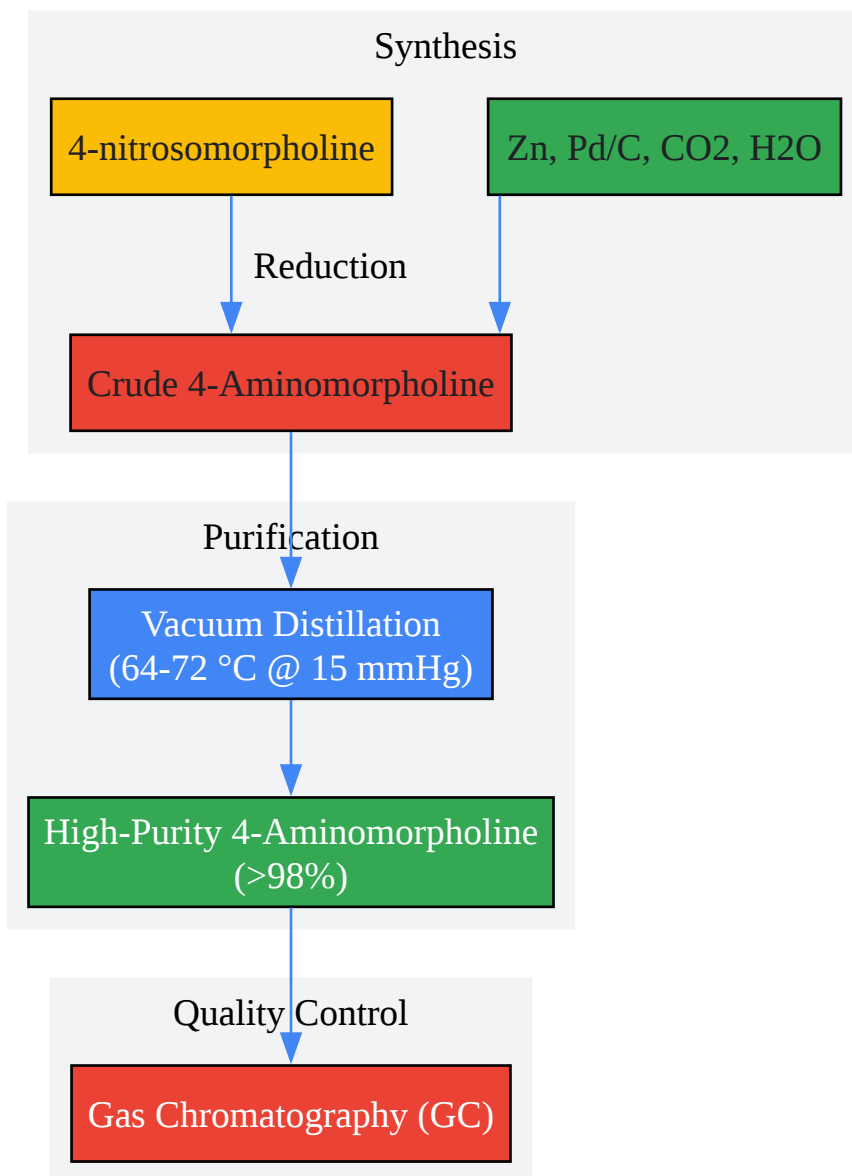 Synthesis
4-nitrosomorpholine
Zn, Pd/C, CO2, H2O
Reduction
Crude 4-Aminomorpholine
Purification
Vacuum Distillation
(64-72 °C @ 15 mmHg)
High-Purity 4-Aminomorpholine
(>98%)
Quality Control
Gas Chromatography (GC)